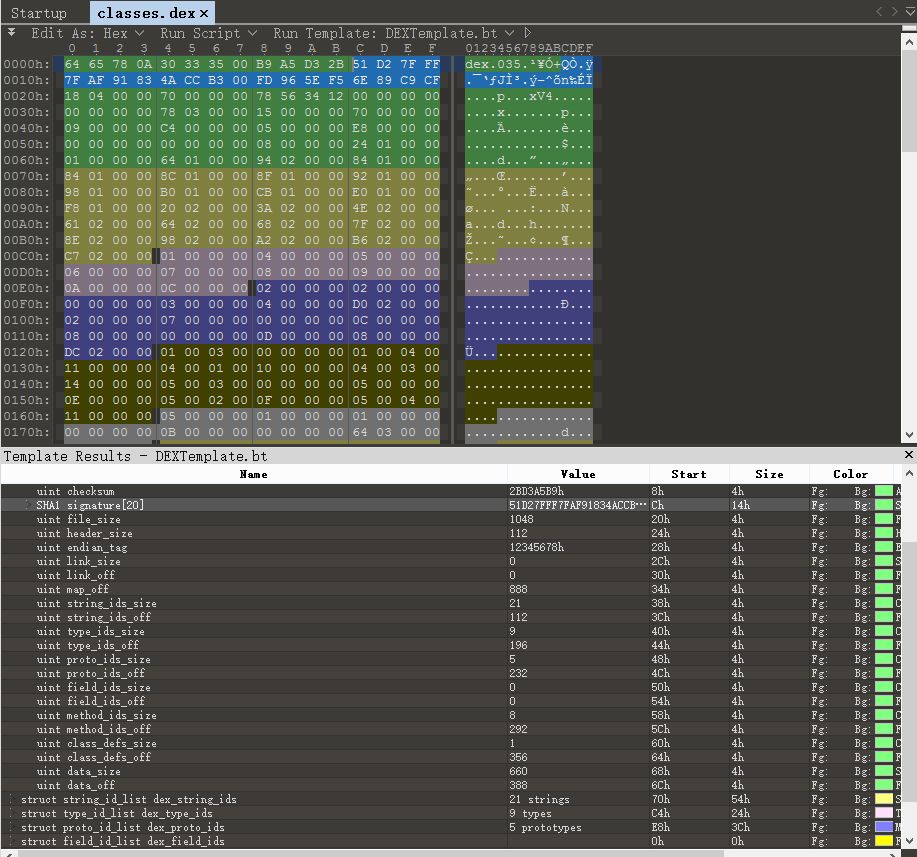 Startup classes.dex ×
Edit As: Hex Run Script Run Template: DEXTemplate.bt
0 1 2 3 4 5 6 7 8 9 A B C D E F 0123456789ABCDEF
0000h: 64 65 78 0A 30 33 35 00 B9 A5 D3 2B 51 D2 7F FF dex.035.¹¥Ó+QÒ.ÿ
0010h: 7F AF 91 83 4A CC B3 00 FD 96 5E F5 6E 89 C9 CF .¯‘ƒJÌ³.ý–^õn‰ÉÏ
0020h: 18 04 00 00 70 00 00 00 78 56 34 12 00 00 00 00 ....p...xV4.....
0030h: 00 00 00 00 78 03 00 00 15 00 00 00 70 00 00 00 ....x.......p...
0040h: 09 00 00 00 C4 00 00 00 05 00 00 00 E8 00 00 00 ....Ä.......è...
0050h: 00 00 00 00 00 00 00 00 08 00 00 00 24 01 00 00 ............$...
0060h: 01 00 00 00 64 01 00 00 94 02 00 00 84 01 00 00 ....d...”...„...
0070h: 84 01 00 00 8C 01 00 00 8F 01 00 00 92 01 00 00 „...Œ.......’...
0080h: 98 01 00 00 B0 01 00 00 CB 01 00 00 E0 01 00 00 ˜...°...Ë...à...
0090h: F8 01 00 00 20 02 00 00 3A 02 00 00 4E 02 00 00 ø... ...:...N...
00A0h: 61 02 00 00 64 02 00 00 68 02 00 00 7F 02 00 00 a...d...h.......
00B0h: 8E 02 00 00 98 02 00 00 A2 02 00 00 B6 02 00 00 Ž...˜...¢...¶...
00C0h: C7 02 00 00 01 00 00 00 04 00 00 00 05 00 00 00 Ç...............
00D0h: 06 00 00 00 07 00 00 00 08 00 00 00 09 00 00 00 ................
00E0h: 0A 00 00 00 0C 00 00 00 02 00 00 00 02 00 00 00 ................
00F0h: 00 00 00 00 03 00 00 00 04 00 00 00 D0 02 00 00 ............Ð...
0100h: 02 00 00 00 07 00 00 00 00 00 00 00 0C 00 00 00 ................
0110h: 08 00 00 00 00 00 00 00 0D 00 00 00 08 00 00 00 ................
0120h: DC 02 00 00 01 00 03 00 00 00 00 00 01 00 04 00 Ü...............
0130h: 11 00 00 00 04 00 01 00 10 00 00 00 04 00 03 00 ................
0140h: 14 00 00 00 05 00 03 00 00 00 00 00 05 00 00 00 ................
0150h: 0E 00 00 00 05 00 02 00 0F 00 00 00 05 00 04 00 ................
0160h: 11 00 00 00 05 00 00 00 01 00 00 00 01 00 00 00 ................
0170h: 00 00 00 00 0B 00 00 00 00 00 00 00 64 03 00 00 ............d...
Template Results - DEXTemplate.bt ×
Name Value Start Size Color
uint checksum 2BD3A5B9h 8h 4h Fg: Bg:
SHA1 signature[20] 51D27FFF7FAF91834ACCB··· Ch 14h Fg: Bg:
uint file_size 1048 20h 4h Fg: Bg:
uint header_size 112 24h 4h Fg: Bg:
uint endian_tag 12345678h 28h 4h Fg: Bg:
uint link_size 0 2Ch 4h Fg: Bg:
uint link_off 0 30h 4h Fg: Bg:
uint map_off 888 34h 4h Fg: Bg:
uint string_ids_size 21 38h 4h Fg: Bg:
uint string_ids_off 112 3Ch 4h Fg: Bg:
uint type_ids_size 9 40h 4h Fg: Bg:
uint type_ids_off 196 44h 4h Fg: Bg:
uint proto_ids_size 5 48h 4h Fg: Bg:
uint proto_ids_off 232 4Ch 4h Fg: Bg:
uint field_ids_size 0 50h 4h Fg: Bg:
uint field_ids_off 0 54h 4h Fg: Bg:
uint method_ids_size 8 58h 4h Fg: Bg:
uint method_ids_off 292 5Ch 4h Fg: Bg:
uint class_defs_size 1 60h 4h Fg: Bg:
uint class_defs_off 356 64h 4h Fg: Bg:
uint data_size 660 68h 4h Fg: Bg:
uint data_off 388 6Ch 4h Fg: Bg:
struct string_id_list dex_string_ids 21 strings 70h 54h Fg: Bg:
struct type_id_list dex_type_ids 9 types C4h 24h Fg: Bg:
struct proto_id_list dex_proto_ids 5 prototypes E8h 3Ch Fg: Bg:
struct field_id_list dex_field_ids 0h 0h Fg: Bg: